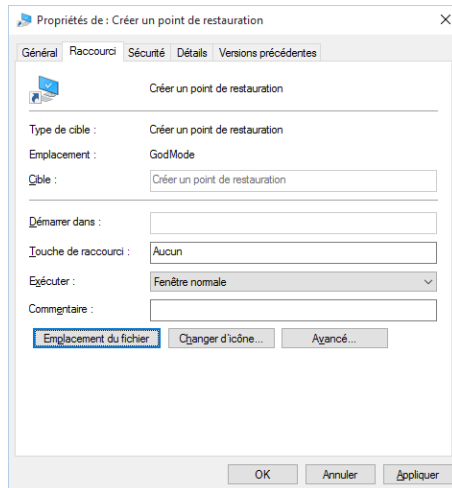 Propriétés de : Créer un point de restauration
Général Raccourci Sécurité Détails Versions précédentes
Créer un point de restauration
Type de cible : Créer un point de restauration
Emplacement : GodMode
Cible : Créer un point de restauration
Démarrer dans :
Touche de raccourci : Aucun
Exécuter : Fenêtre normale
Commentaire :
Emplacement du fichier Changer d'icône... Avancé...
OK Annuler Appliquer